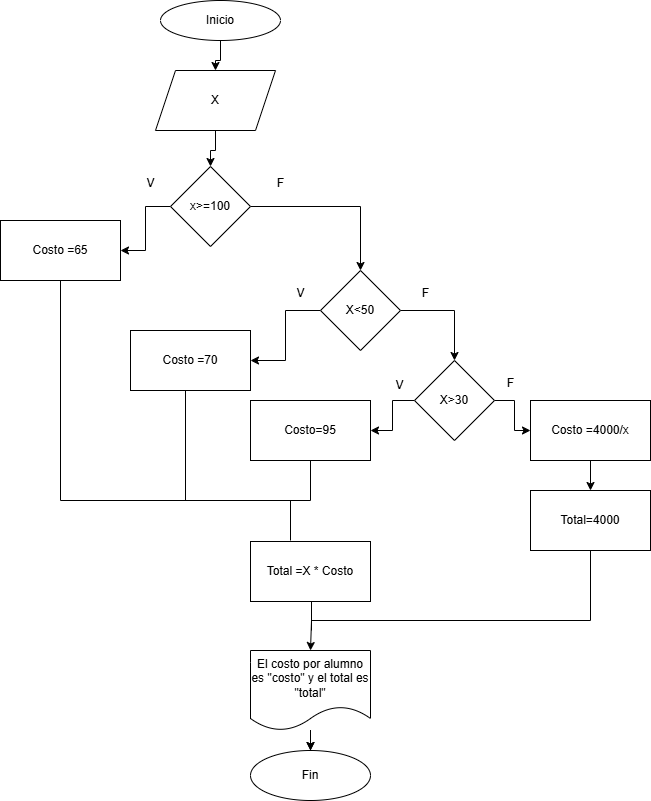 Inicio
X
V
F
x>=100
Costo =65
V
F
X<50
Costo =70
V
F
X>30
Costo=95
Costo =4000/x
Total=4000
Total =X * Costo
El costo por alumno
es "costo" y el total es
"total"
Fin